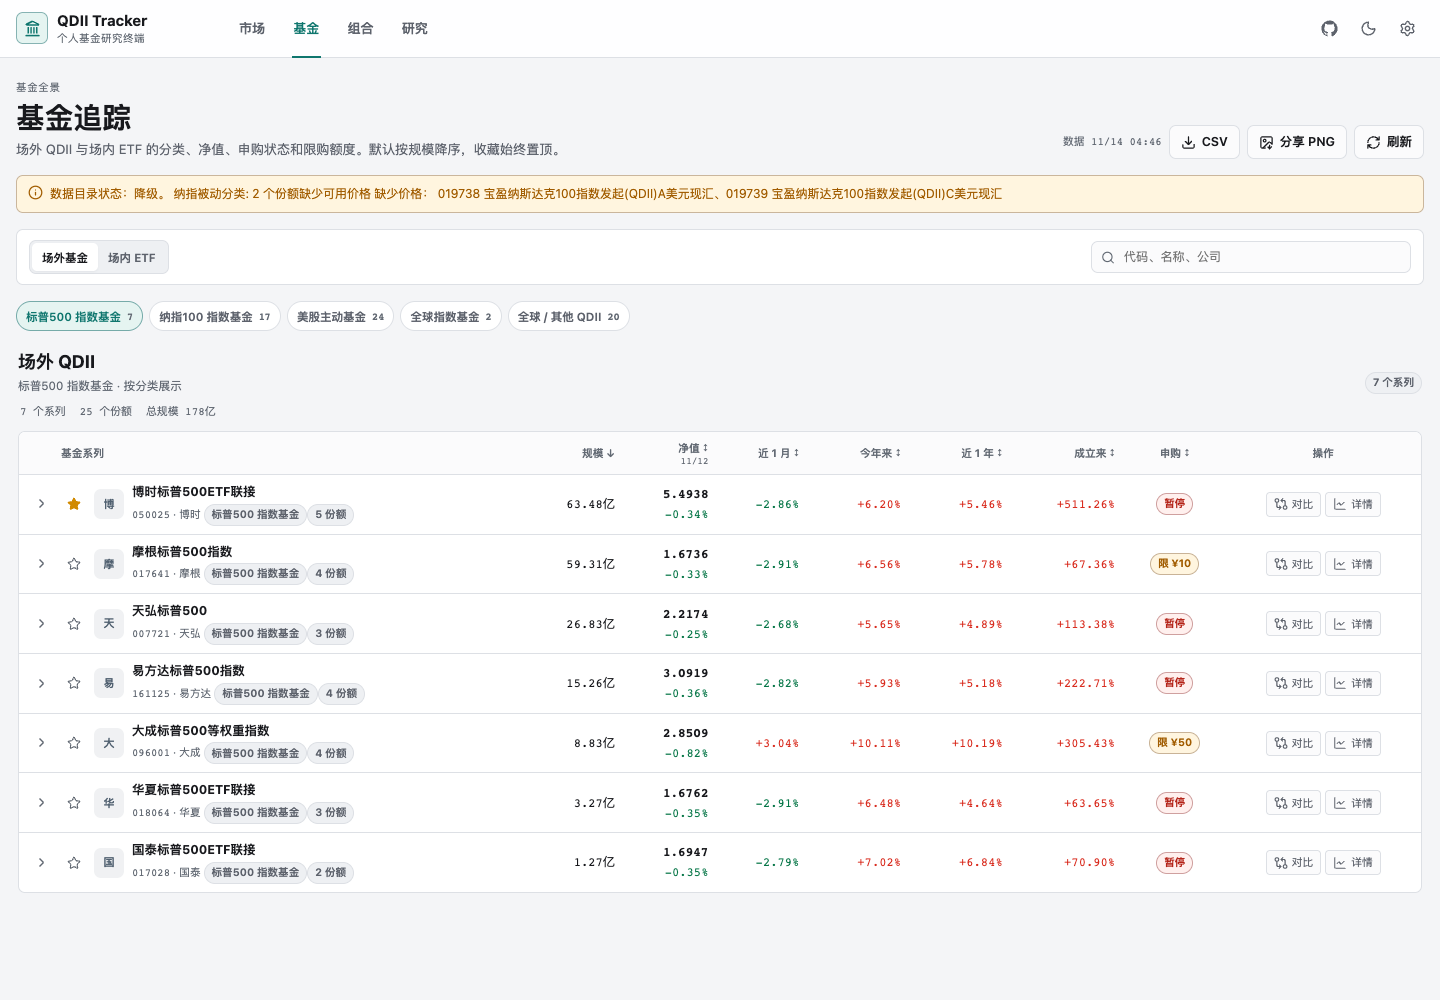 QDII Tracker
个人基金研究终端
市场 基金 组合 研究
基金全景
基金追踪
场外 QDII 与场内 ETF 的分类、净值、申购状态和限购额度。默认按规模降序，收藏始终置顶。
数据 11/14 04:46 CSV 分享 PNG 刷新
数据目录状态：降级。 纳指被动分类: 2 个份额缺少可用价格 缺少价格： 019738 宝盈纳斯达克100指数发起(QDII)A美元现汇、019739 宝盈纳斯达克100指数发起(QDII)C美元现汇
场外基金 场内 ETF 代码、名称、公司
标普500 指数基金 7 纳指100 指数基金 17 美股主动基金 24 全球指数基金 2 全球 / 其他 QDII 20
场外 QDII
标普500 指数基金 · 按分类展示
7 个系列
7 个系列 25 个份额 总规模 178亿
基金系列 规模 ↓ 净值 ↕ 近 1 月 ↕ 今年来 ↕ 近 1 年 ↕ 成立来 ↕ 申购 ↕ 操作
11/12
博 博时标普500ETF联接
050025 · 博时 标普500 指数基金 5 份额
63.48亿 5.4938 -0.34% -2.86% +6.20% +5.46% +511.26% 暂停 对比 详情
摩 摩根标普500指数
017641 · 摩根 标普500 指数基金 4 份额
59.31亿 1.6736 -0.33% -2.91% +6.56% +5.78% +67.36% 限 ¥10 对比 详情
天 天弘标普500
007721 · 天弘 标普500 指数基金 3 份额
26.83亿 2.2174 -0.25% -2.68% +5.65% +4.89% +113.38% 暂停 对比 详情
易 易方达标普500指数
161125 · 易方达 标普500 指数基金 4 份额
15.26亿 3.0919 -0.36% -2.82% +5.93% +5.18% +222.71% 暂停 对比 详情
大 大成标普500等权重指数
096001 · 大成 标普500 指数基金 4 份额
8.83亿 2.8509 -0.82% +3.04% +10.11% +10.19% +305.43% 限 ¥50 对比 详情
华 华夏标普500ETF联接
018064 · 华夏 标普500 指数基金 3 份额
3.27亿 1.6762 -0.35% -2.91% +6.48% +4.64% +63.65% 暂停 对比 详情
国 国泰标普500ETF联接
017028 · 国泰 标普500 指数基金 2 份额
1.27亿 1.6947 -0.35% -2.79% +7.02% +6.84% +70.90% 暂停 对比 详情